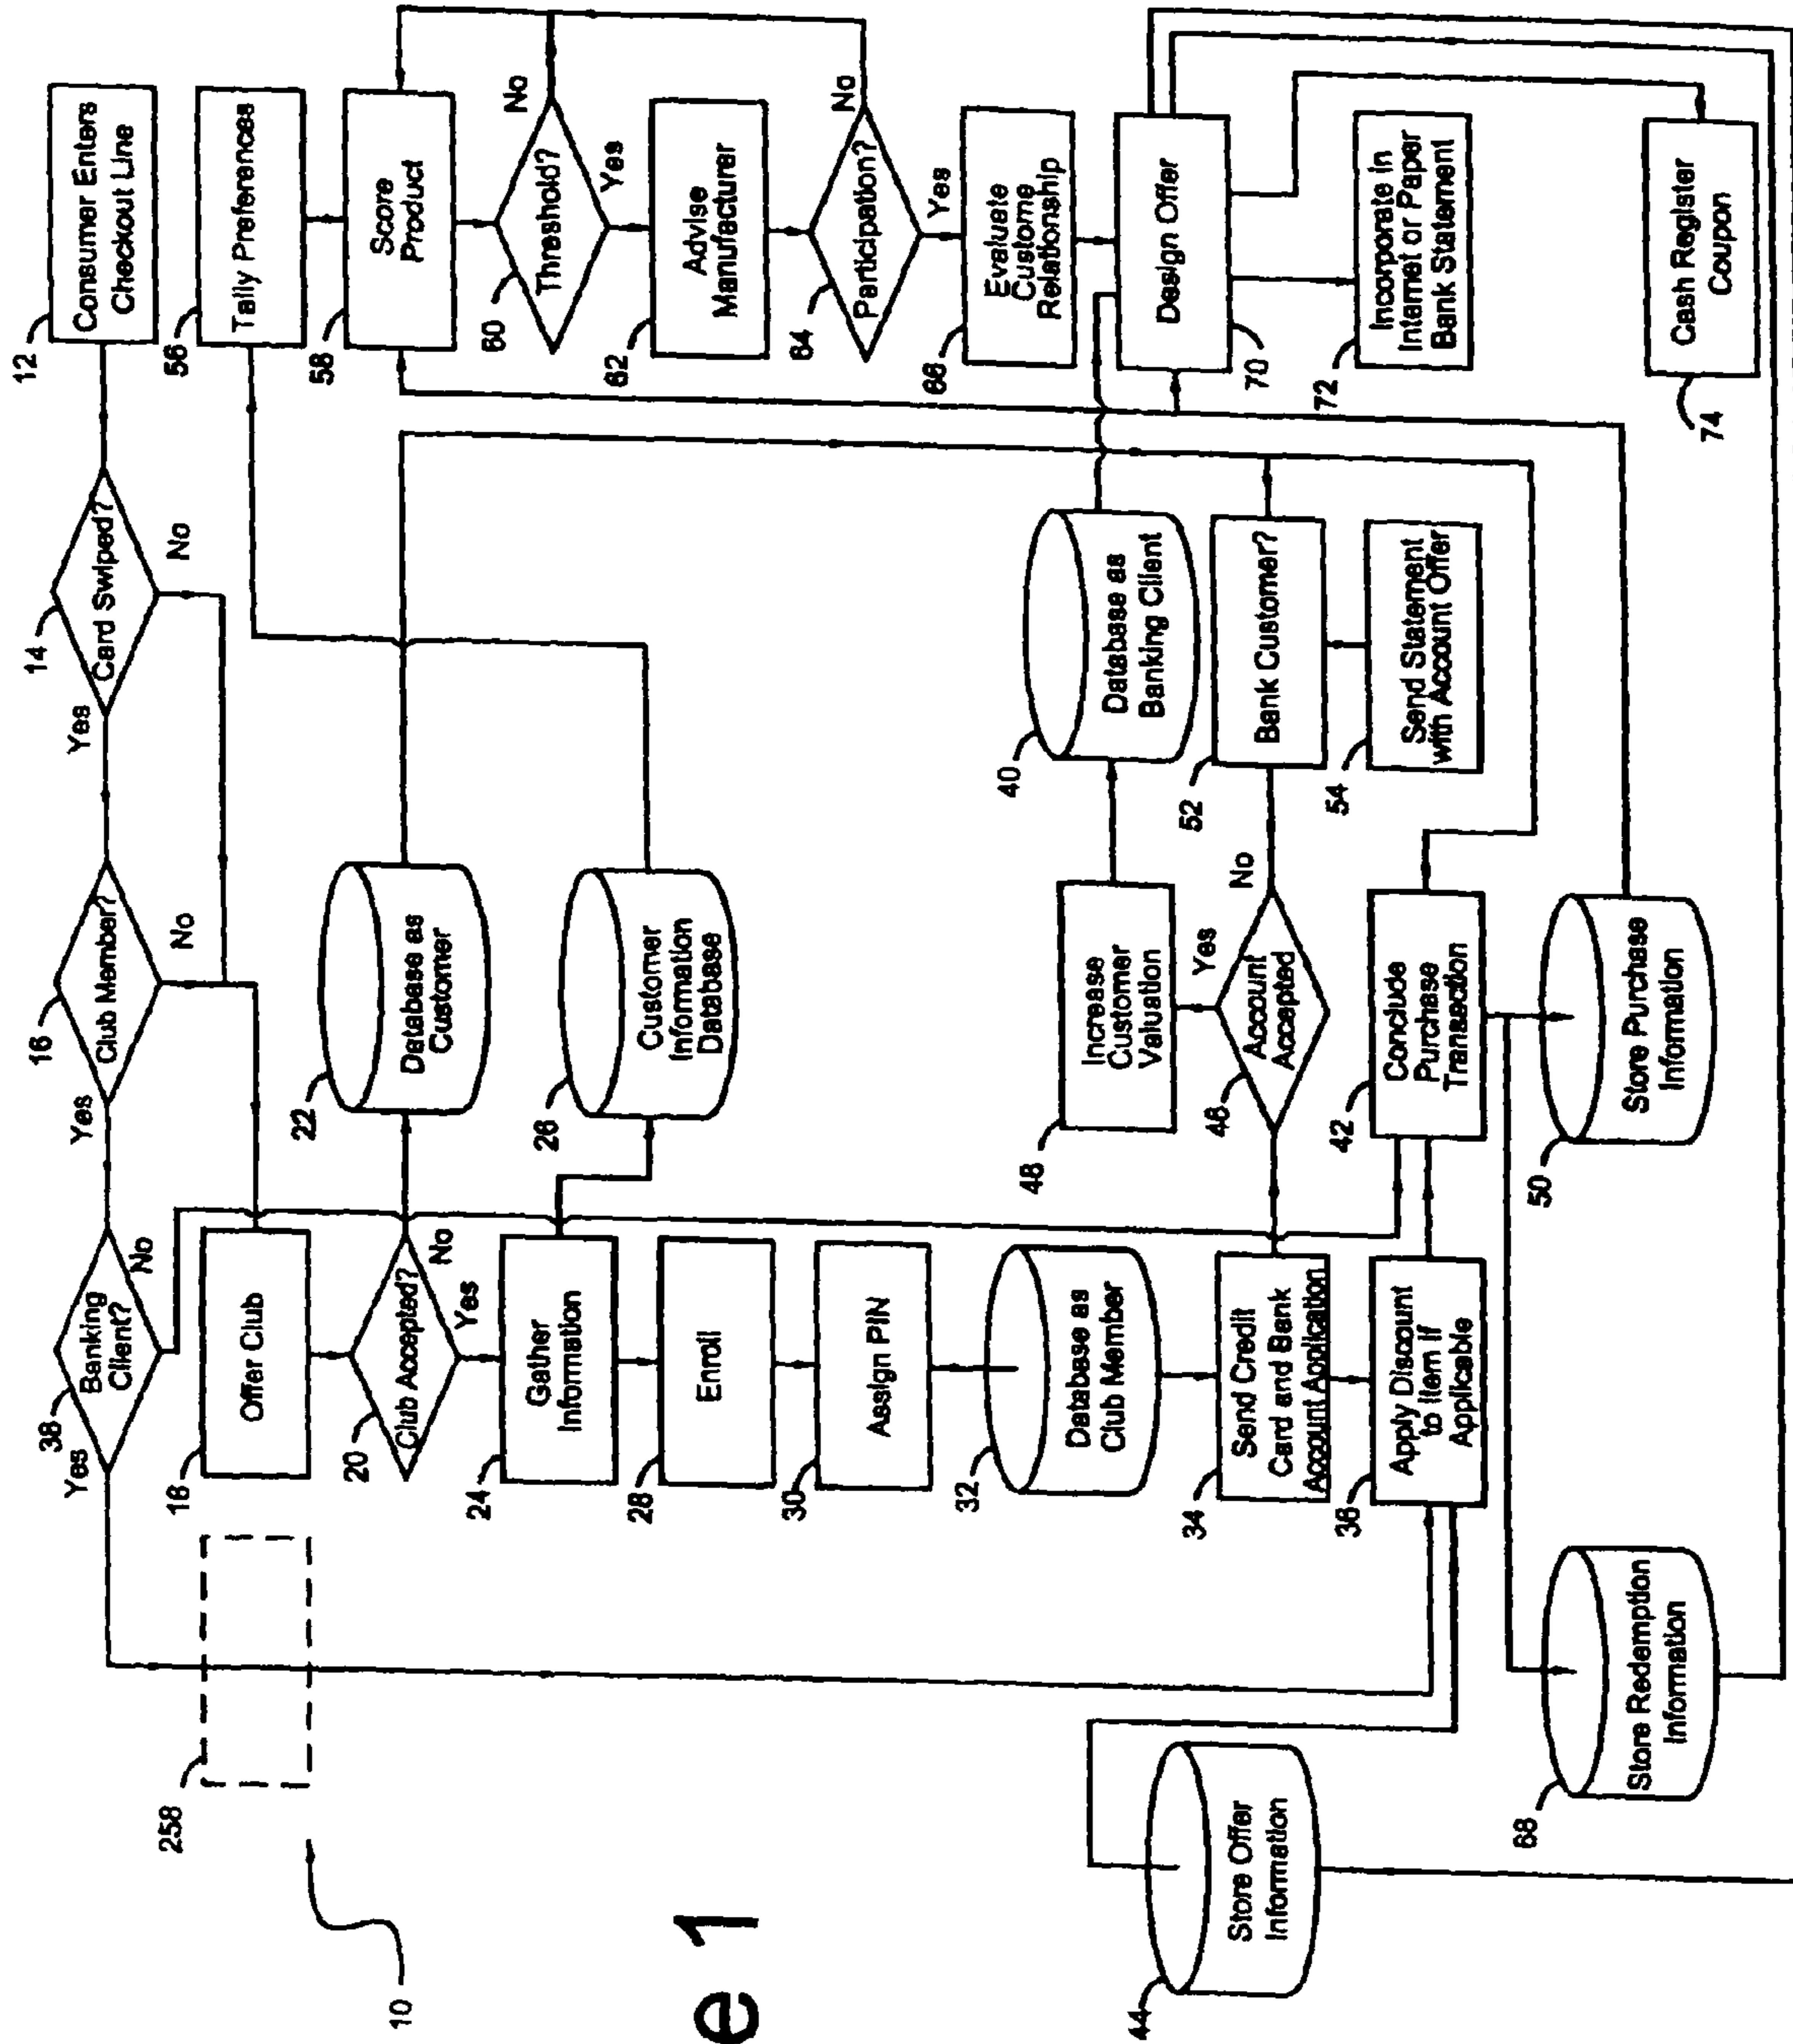 12
Consumer Enters
Checkout Line
14
Card Swiped?
Yes
No
16
Club Member?
Yes
No
38
Banking
Client?
Yes
No
258
10
16
Offer Club
20
Club Accepted?
No
Yes
22
Database as
Customer
24
Gather
Information
26
Customer
Information
Database
28
Enroll
30
Assign PIN
32
Database as
Club Member
34
Send Credit
Card and Bank
Account Application
36
Apply Discount
to Item If
Applicable
40
Database as
Banking Client
48
Increase
Customer
Valuation
46
Account
Accepted
Yes
No
52
Bank Customer?
54
Send Statement
with Account Offer
42
Conclude
Purchase
Transaction
50
Store Purchase
Information
44
Store Offer
Information
68
Store Redemption
Information
56
Tally Preferences
58
Score
Product
60
Threshold?
No
Yes
62
Advise
Manufacturer
64
Participation?
No
Yes
66
Evaluate
Custome
Relationship
70
Design Offer
72
Incorporate in
Internet or Paper
Bank Statement
74
Cash Register
Coupon
e 1